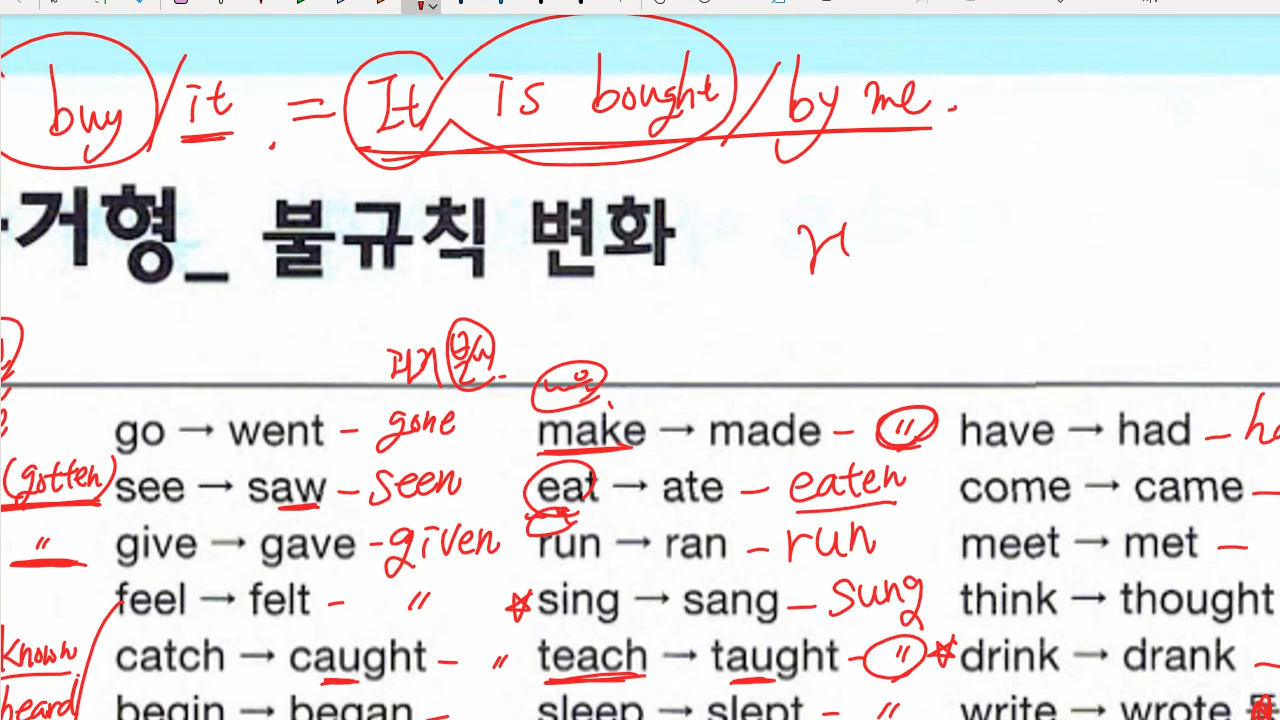 buy / it . = It is bought / by me .
거형_ 불규칙 변화
과거 분사.
go → went - gone make → made - " have → had -
(gotten) see → saw - seen eat → ate - eaten come → came -
" give → gave - given run → ran - run meet → met -
feel → felt - " ☆ sing → sang - sung think → thought
known catch → caught - " teach → taught - " ☆ drink → drank -
heard begin → began - sleep → slept - " write → wrote